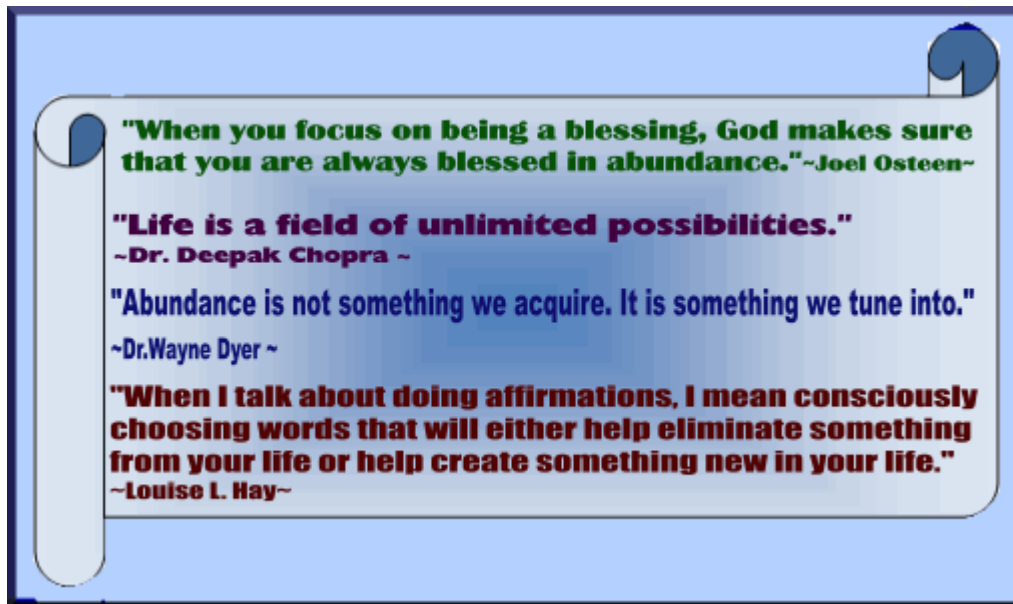 "When you focus on being a blessing, God makes sure
that you are always blessed in abundance."~Joel Osteen~
"Life is a field of unlimited possibilities."
~Dr. Deepak Chopra ~
"Abundance is not something we acquire. It is something we tune into."
~Dr.Wayne Dyer ~
"When I talk about doing affirmations, I mean consciously
choosing words that will either help eliminate something
from your life or help create something new in your life."
~Louise L. Hay~